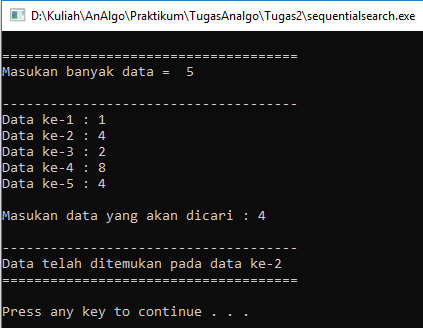 D:\Kuliah\AnAlgo\Praktikum\TugasAnalgo\Tugas2\sequentialsearch.exe
=====================================
Masukan banyak data =  5
-------------------------------------
Data ke-1 : 1
Data ke-2 : 4
Data ke-3 : 2
Data ke-4 : 8
Data ke-5 : 4
Masukan data yang akan dicari : 4
-------------------------------------
Data telah ditemukan pada data ke-2
=====================================
Press any key to continue . . .